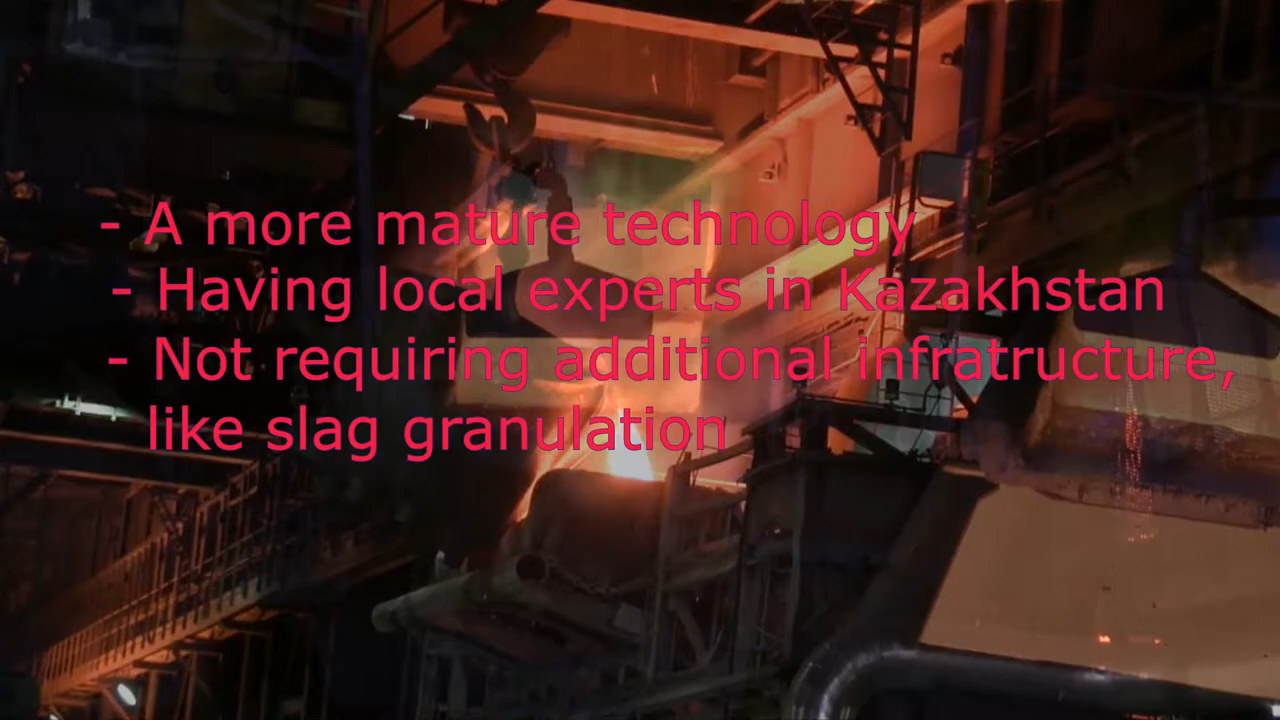 - A more mature technology
- Having local experts in Kazakhstan
- Not requiring additional infratructure,
like slag granulation